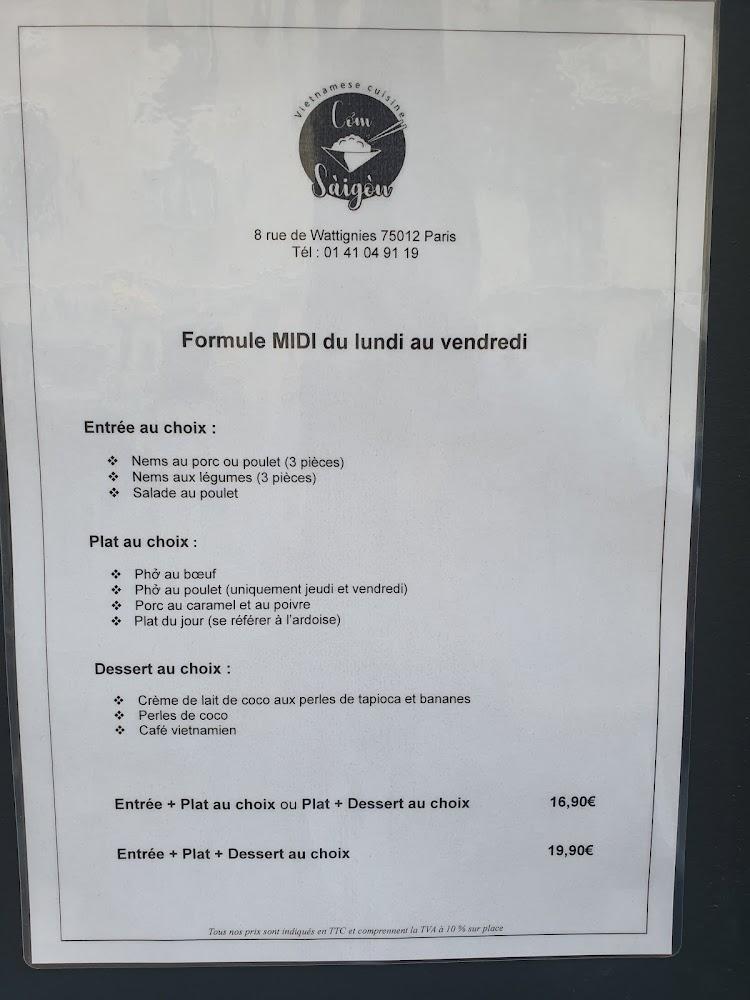 Vietnamese cuisine
Cơm
Sàigòn
8 rue de Wattignies 75012 Paris
Tél : 01 41 04 91 19
Formule MIDI du lundi au vendredi
Entrée au choix :
❖ Nems au porc ou poulet (3 pièces)
❖ Nems aux légumes (3 pièces)
❖ Salade au poulet
Plat au choix :
❖ Phở au bœuf
❖ Phở au poulet (uniquement jeudi et vendredi)
❖ Porc au caramel et au poivre
❖ Plat du jour (se référer à l'ardoise)
Dessert au choix :
❖ Crème de lait de coco aux perles de tapioca et bananes
❖ Perles de coco
❖ Café vietnamien
Entrée + Plat au choix ou Plat + Dessert au choix 16,90€
Entrée + Plat + Dessert au choix 19,90€
Tous nos prix sont indiqués en TTC et comprennent la TVA à 10 % sur place